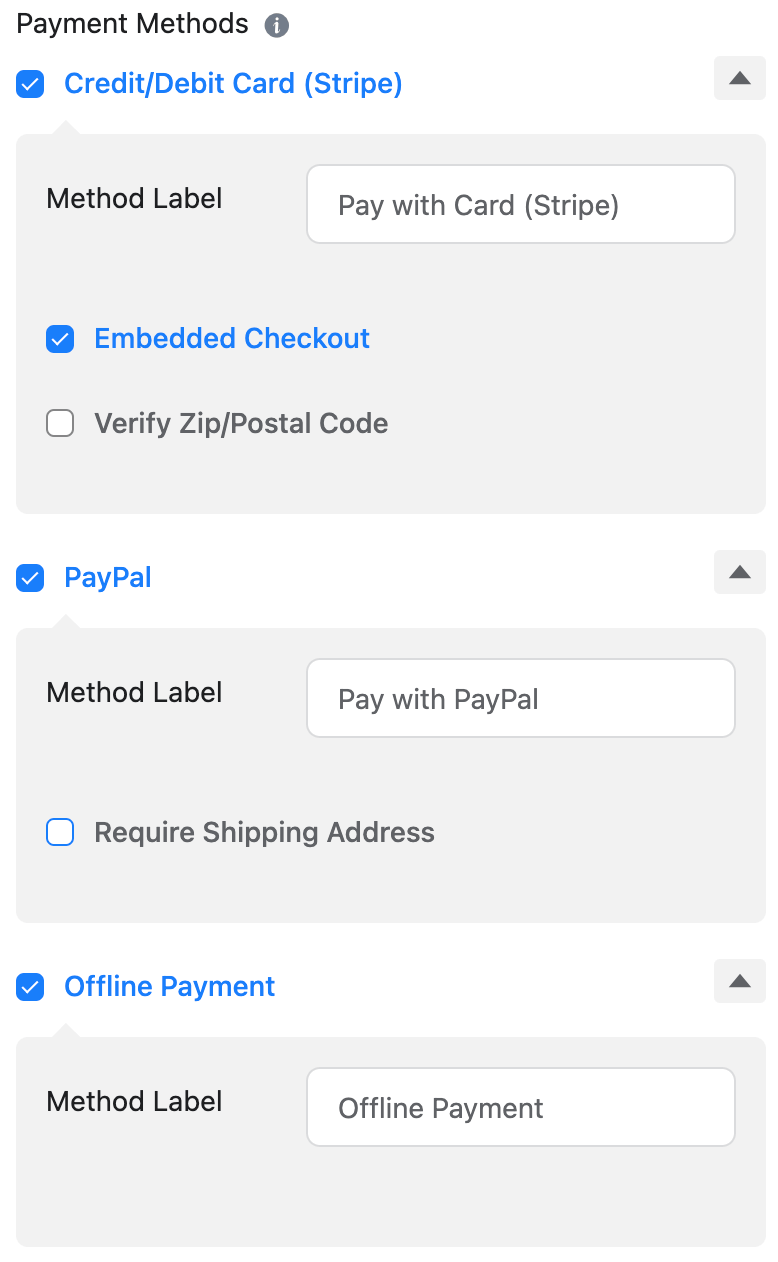 Payment Methods
Credit/Debit Card (Stripe)
Method Label
Pay with Card (Stripe)
Embedded Checkout
Verify Zip/Postal Code
PayPal
Method Label
Pay with PayPal
Require Shipping Address
Offline Payment
Method Label
Offline Payment